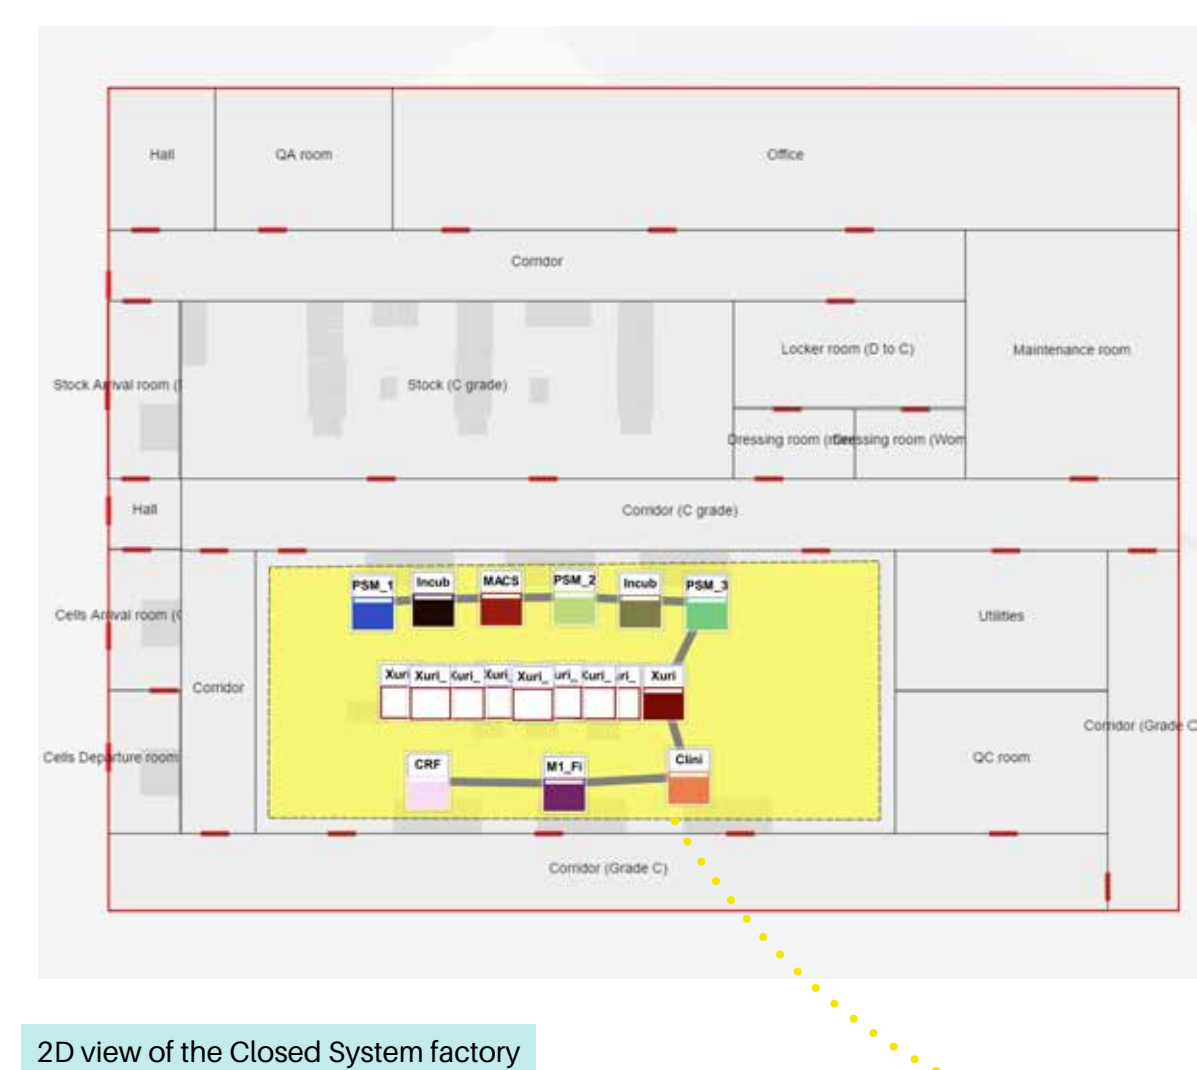 Hall
QA room
Office
Corridor
Locker room (D to C)
Maintenance room
Stock Arrival room (
Stock (C grade)
Dressing room (
essing room (Wom
Hall
Corridor (C grade)
PSM_1
Incub
MACS
PSM_2
Incub
PSM_3
Cells Arrival room (
Utilities
Xuri
Xuri_
Xuri_
Xuri
Xuri_
uri_
Xuri_
Xuri
Corridor
Corridor (Grade C
Cells Departure room
CRF
M1_Fi
Clini
QC room
Corridor (Grade C)
2D view of the Closed System factory